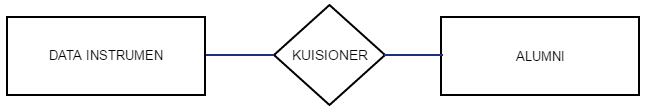 DATA INSTRUMEN
KUISIONER
ALUMNI